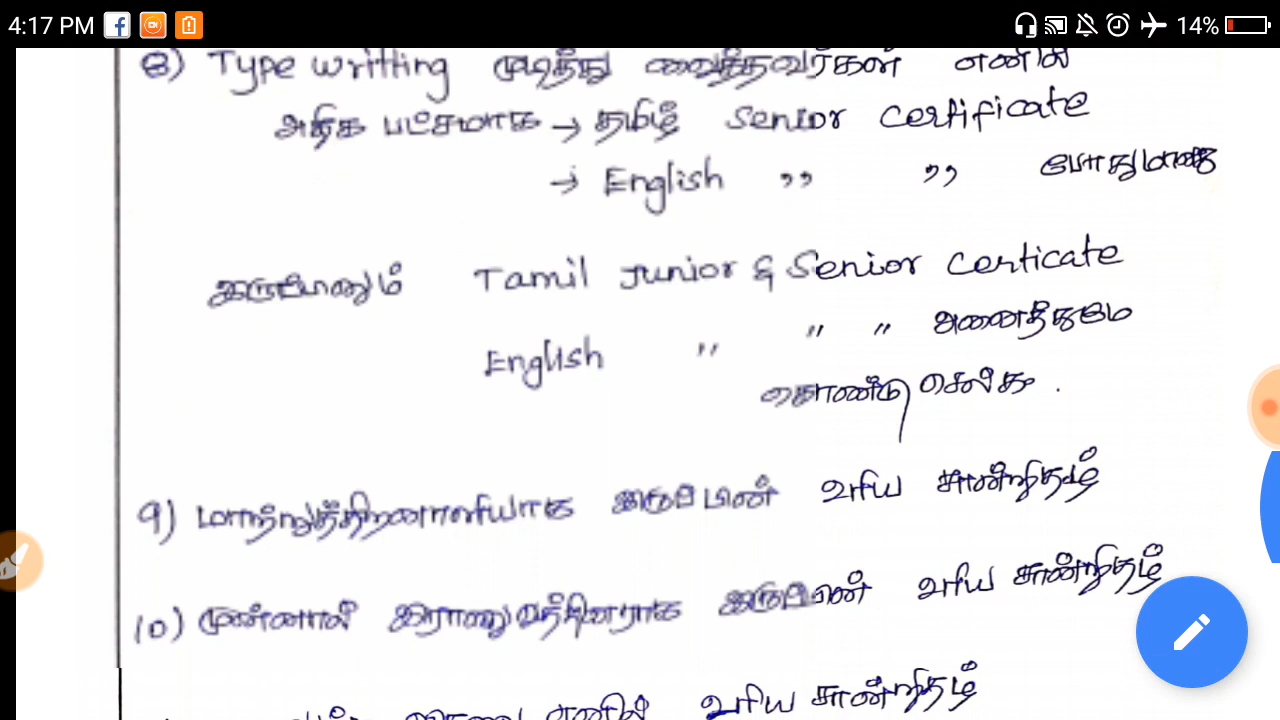 4:17 PM 14%
8) Type writting முடித்து வைத்தவர்கள் எனில்
அதிக பட்சமாக → தமிழ் Senior Certificate
→ English ,, ,, போதுமானது
இருப்பினும் Tamil Junior & Senior Certicate
English " " " அனைத்துமே
கொண்டு செல்க .
9) மாற்றுத்திறனாளியாக இருப்பின் உரிய சான்றிதழ்
10) முன்னாள் இராணுவத்தினராக இருப்பின் உரிய சான்றிதழ்
எனில் உரிய சான்றிதழ்